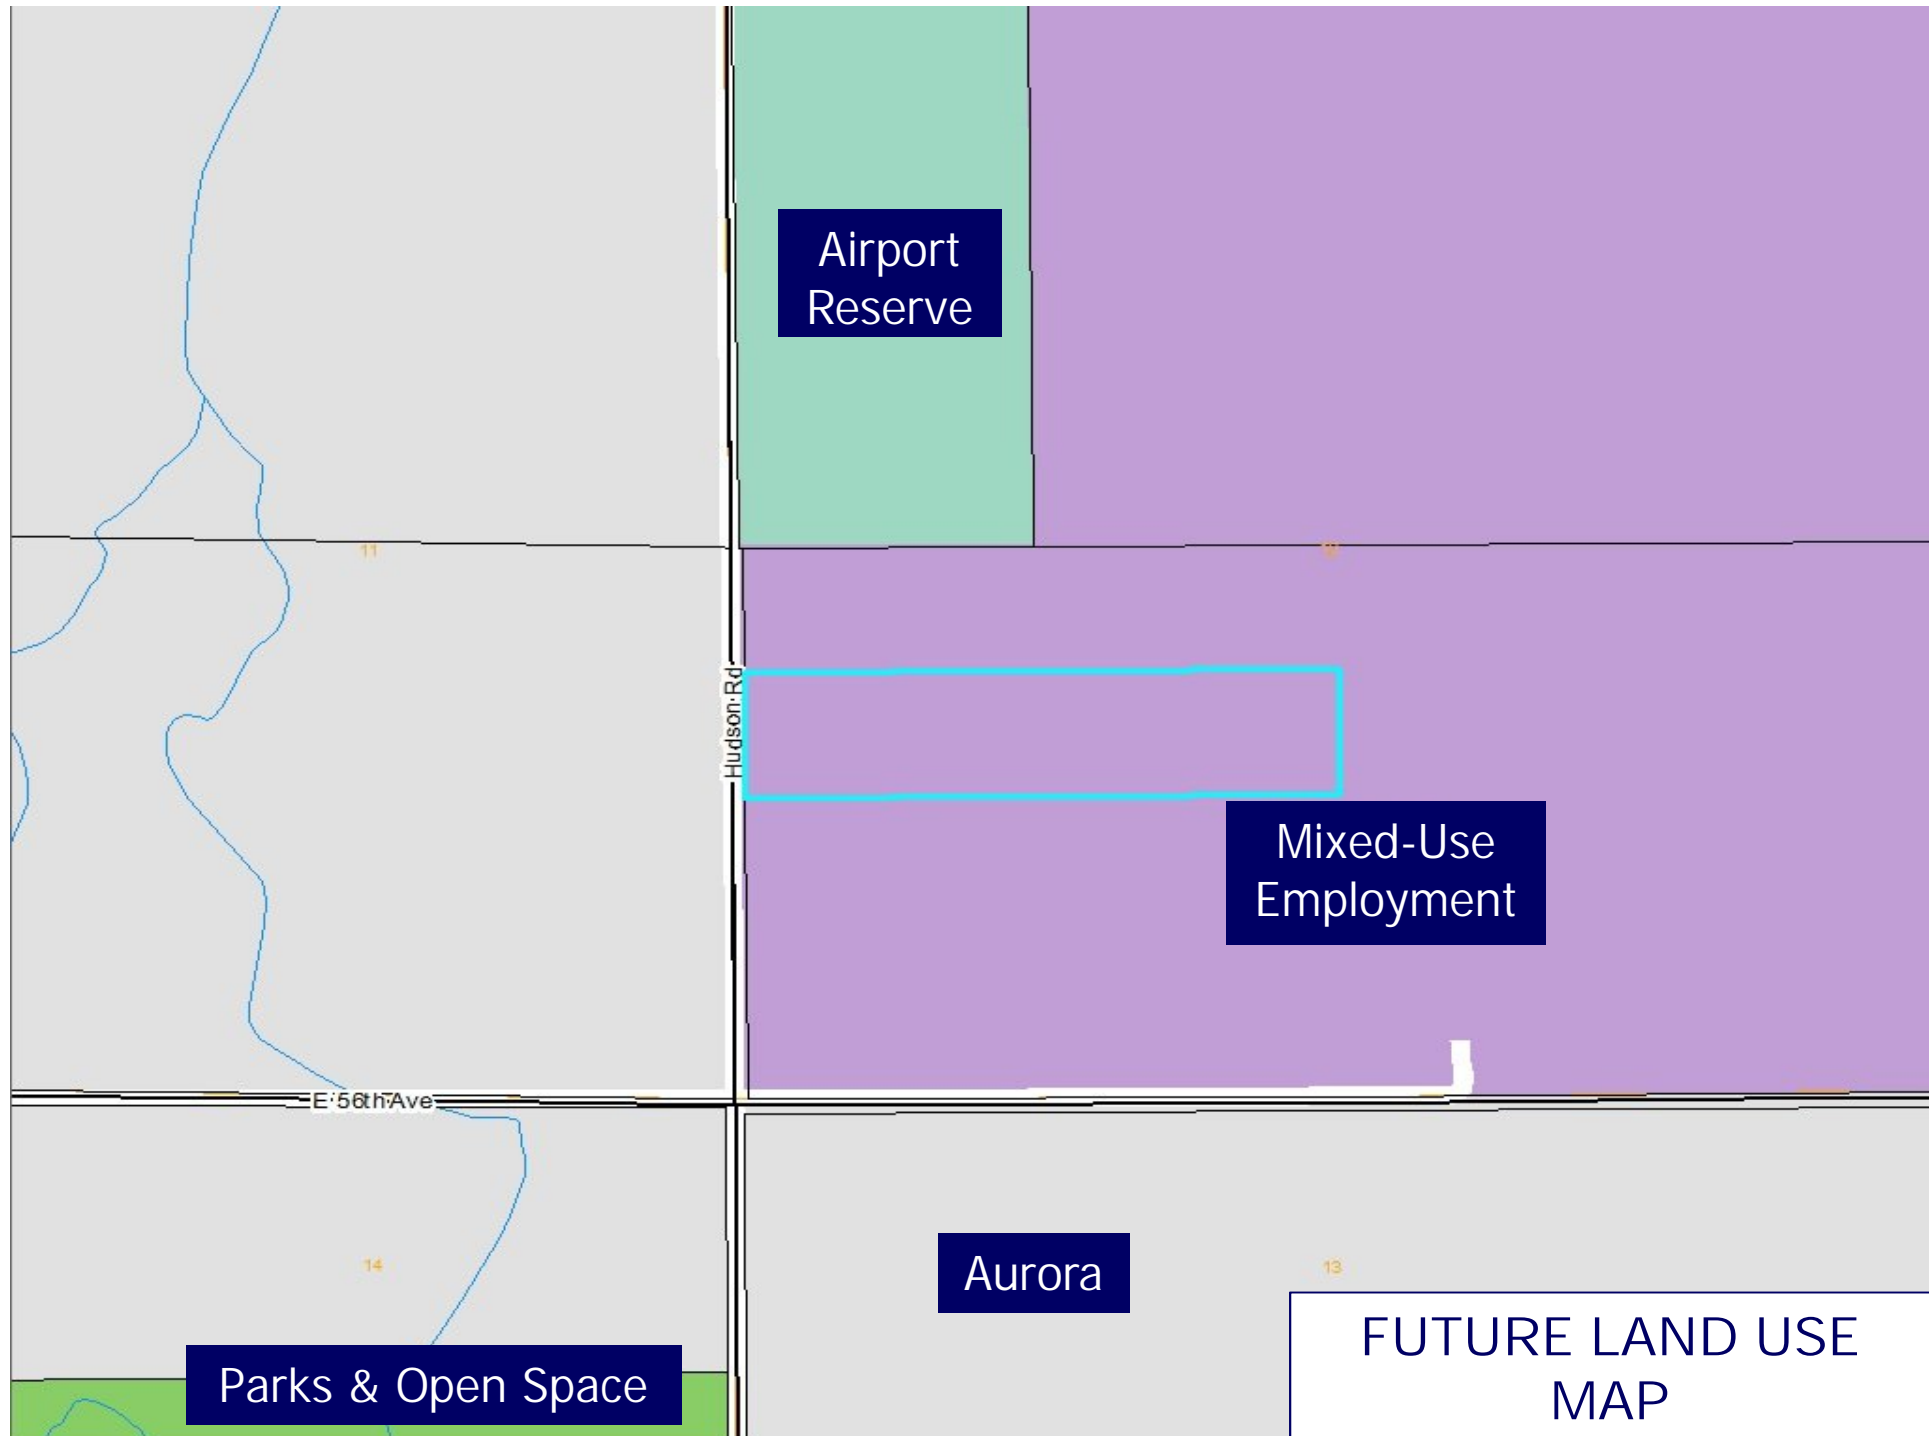 Airport
Reserve
11
Hudson Rd
Mixed-Use
Employment
E 56th Ave
Aurora
14
13
Parks & Open Space
FUTURE LAND USE
MAP